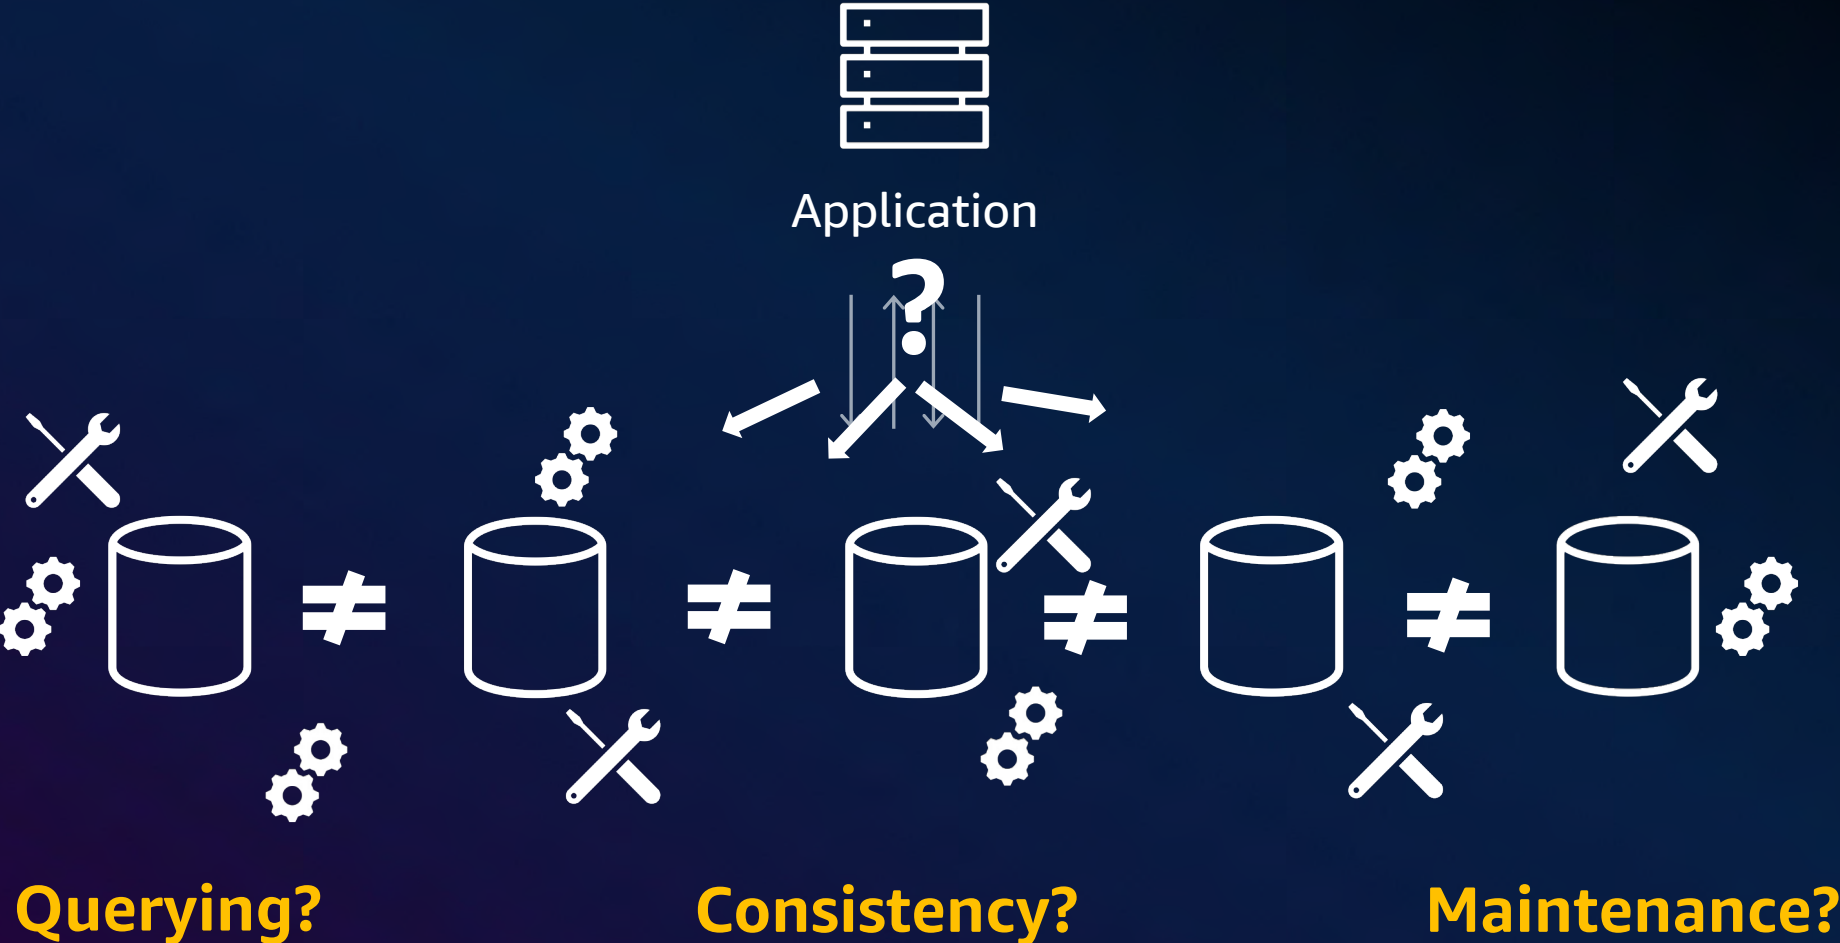 Application
?
≠ ≠ ≠ ≠
Querying? Consistency? Maintenance?